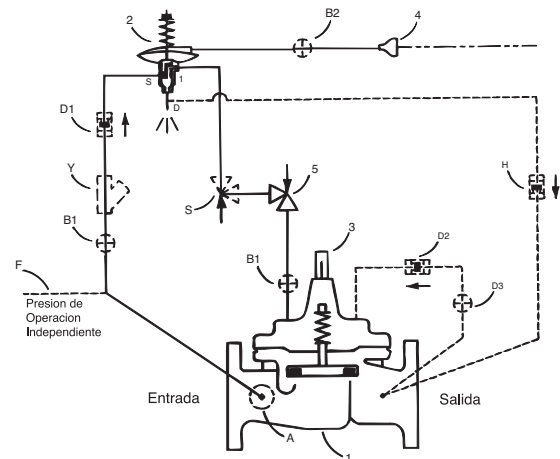 2
B2
4
S
1
D
D1
Y
S
5
H
B1
B1
3
D2
D3
F
Presion de
Operacion
Independiente
Entrada
Salida
A
1